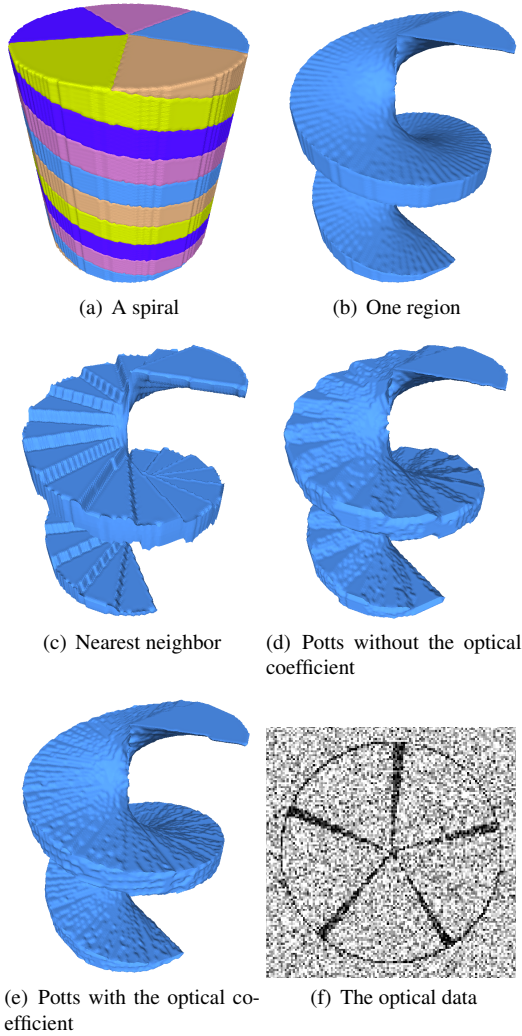 (a) A spiral
(b) One region
(c) Nearest neighbor
(d) Potts without the optical
coefficient
(e) Potts with the optical co-
efficient
(f) The optical data